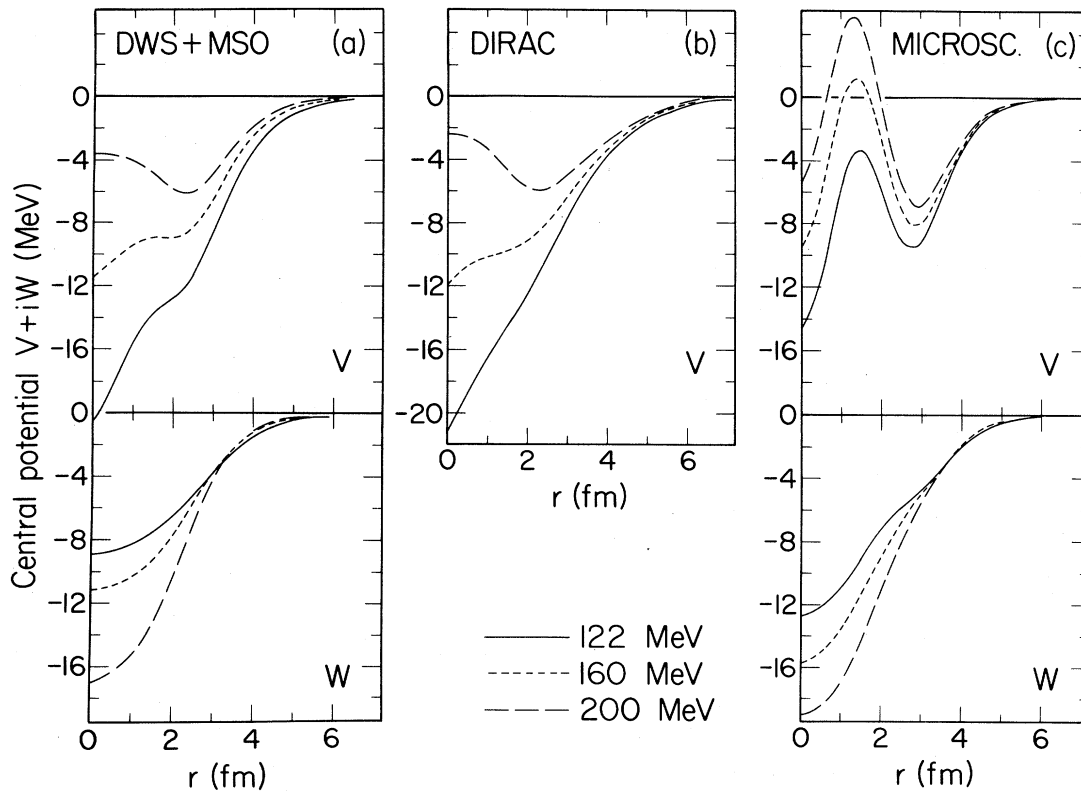 DWS+MSO (a)
DIRAC (b)
MICROSC. (c)
Central potential V+iW (MeV)
0
-4
-8
-12
-16
0
-4
-8
-12
-16
V
W
0 2 4 6
r (fm)
0
-4
-8
-12
-16
-20
V
0 2 4 6
r (fm)
0
-4
-8
-12
-16
0
-4
-8
-12
-16
V
W
0 2 4 6
r (fm)
122 MeV
160 MeV
200 MeV